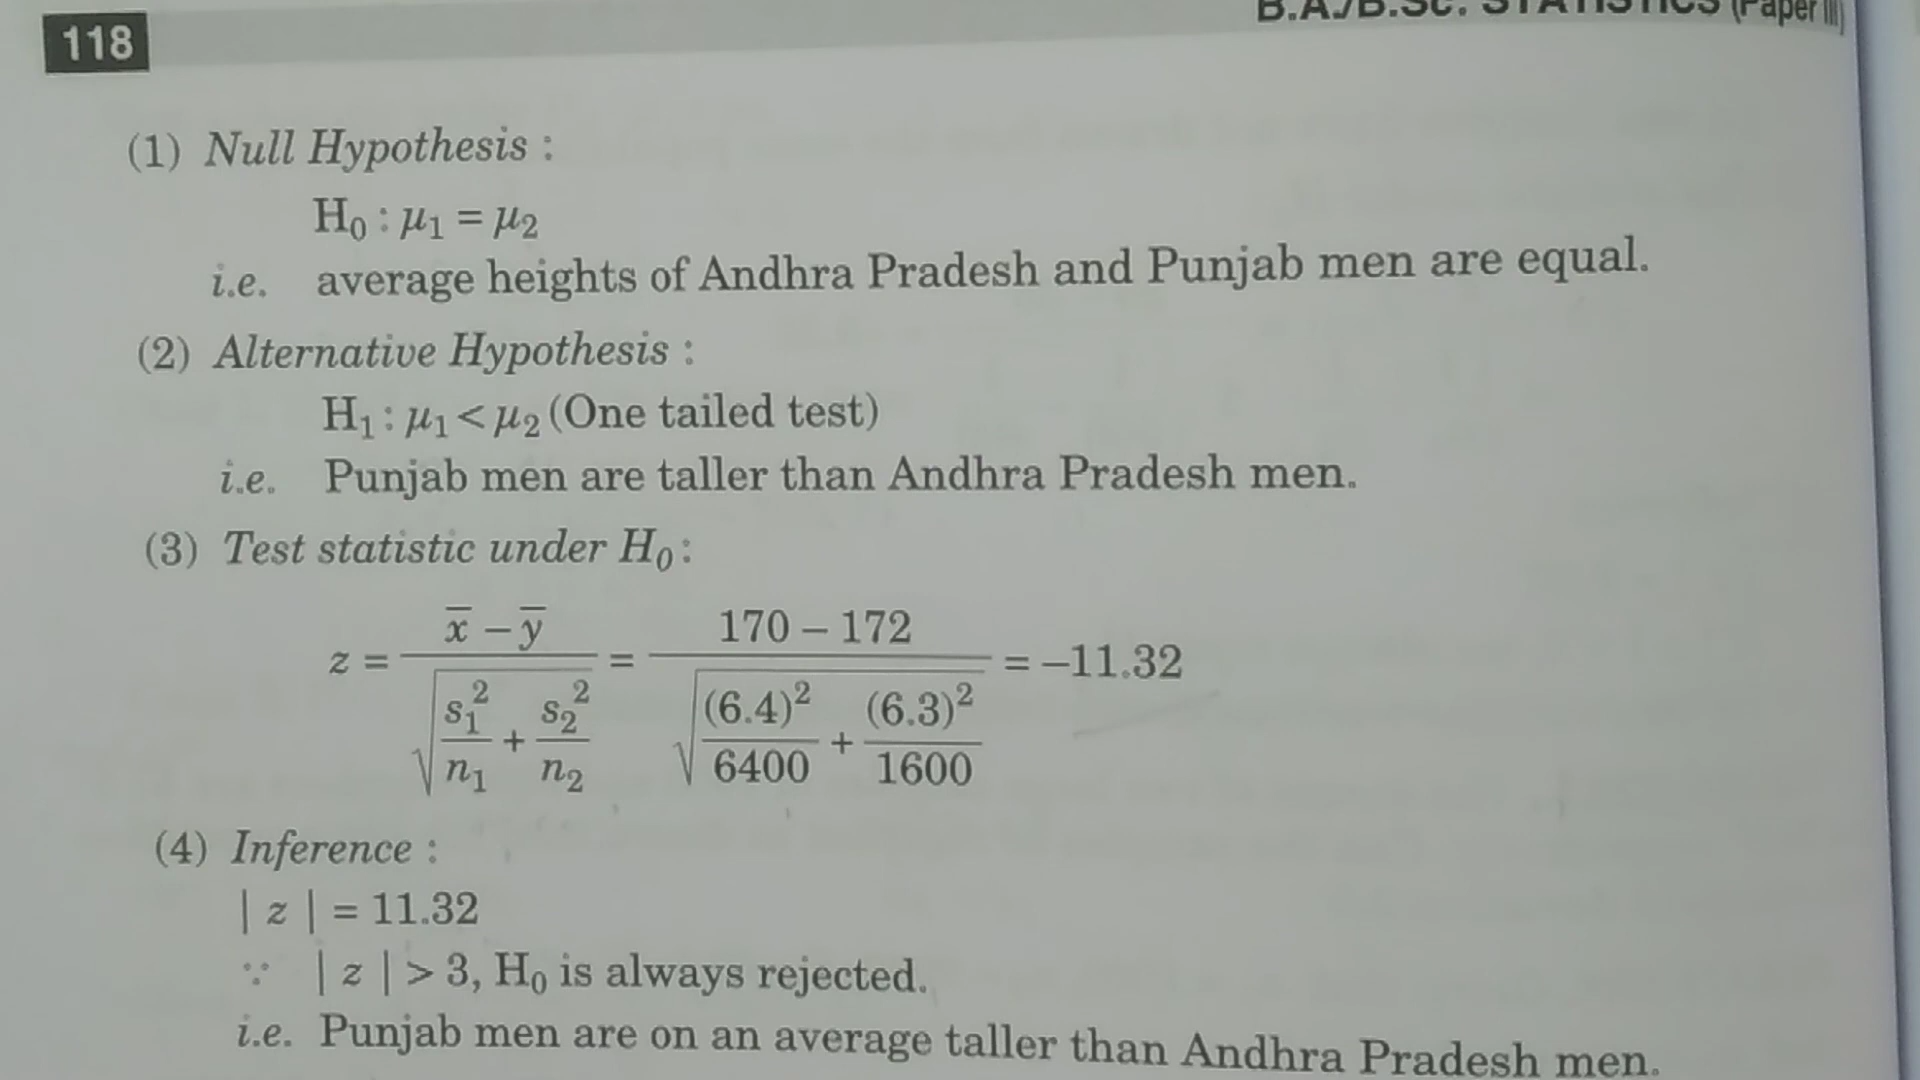 118
B.A./B.Sc. STATISTICS (Paper III)
(1) Null Hypothesis :
H₀ : μ₁ = μ₂
i.e. average heights of Andhra Pradesh and Punjab men are equal.
(2) Alternative Hypothesis :
H₁ : μ₁ < μ₂ (One tailed test)
i.e. Punjab men are taller than Andhra Pradesh men.
(3) Test statistic under H₀ :
z = (x̄ – ȳ) / √(s₁²/n₁ + s₂²/n₂) = (170 – 172) / √((6.4)²/6400 + (6.3)²/1600) = –11.32
(4) Inference :
| z | = 11.32
∵ | z | > 3, H₀ is always rejected.
i.e. Punjab men are on an average taller than Andhra Pradesh men.